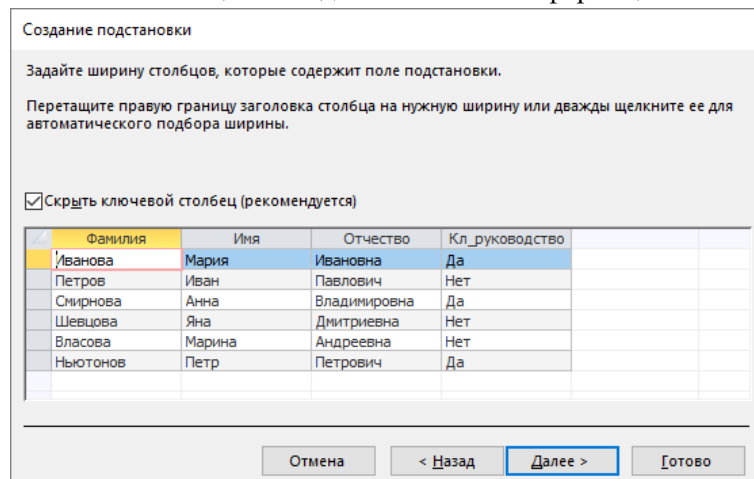 Создание подстановки
Задайте ширину столбцов, которые содержит поле подстановки.
Перетащите правую границу заголовка столбца на нужную ширину или дважды щелкните ее для
автоматического подбора ширины.
Скрыть ключевой столбец (рекомендуется)
Фамилия Имя Отчество Кл_руководство
Иванова Мария Ивановна Да
Петров Иван Павлович Нет
Смирнова Анна Владимировна Да
Шевцова Яна Дмитриевна Нет
Власова Марина Андреевна Нет
Ньютонов Петр Петрович Да
Отмена < Назад Далее > Готово